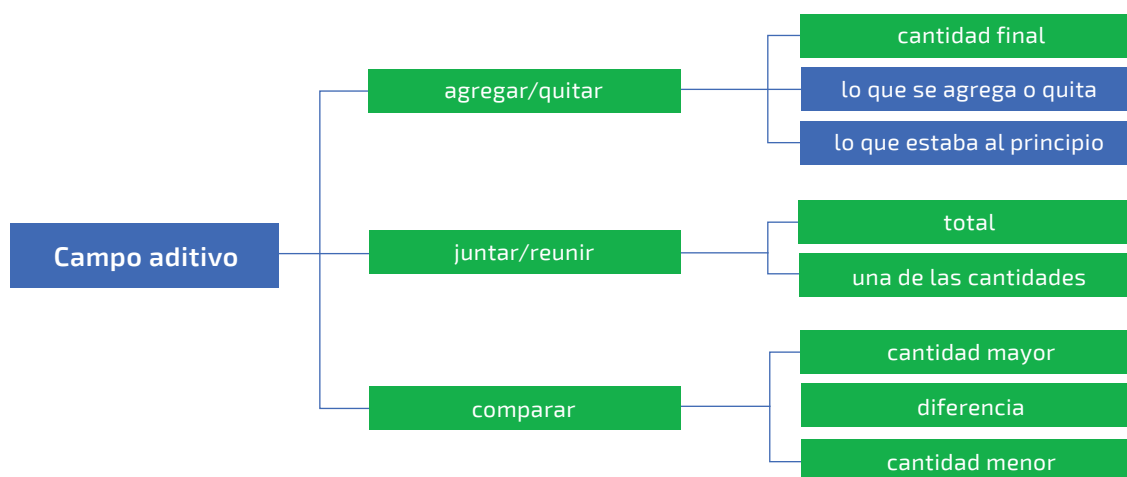 Campo aditivo
agregar/quitar
cantidad final
lo que se agrega o quita
lo que estaba al principio
juntar/reunir
total
una de las cantidades
comparar
cantidad mayor
diferencia
cantidad menor